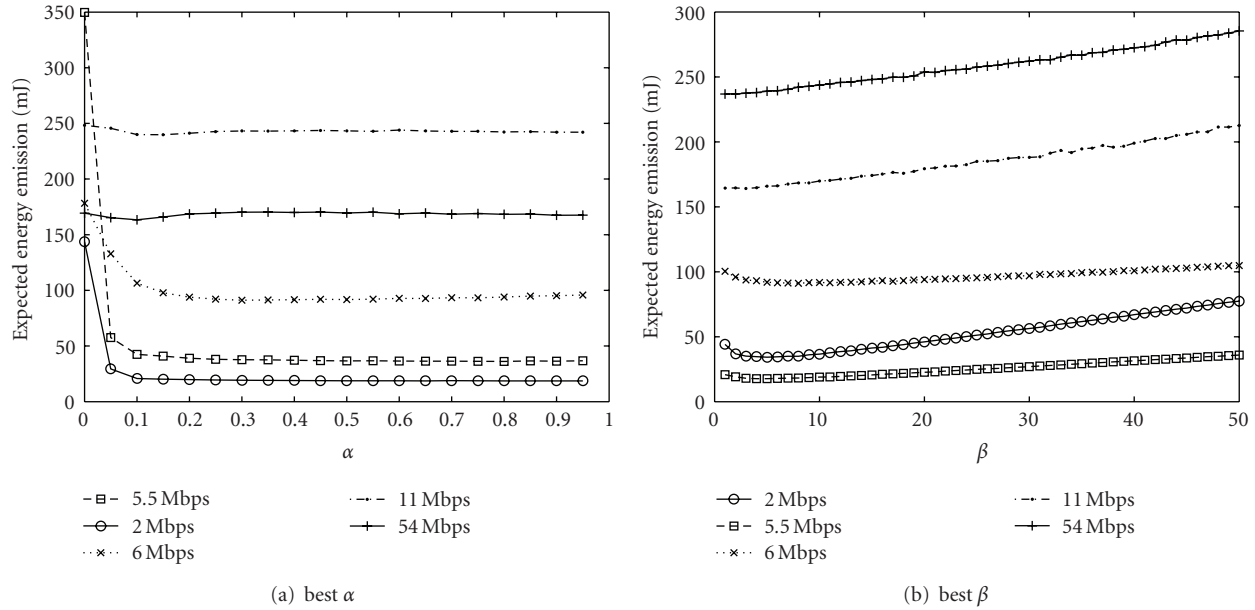 350
300
250
200
150
100
50
0
Expected energy emission (mJ)
0 0.1 0.2 0.3 0.4 0.5 0.6 0.7 0.8 0.9 1
α
5.5 Mbps
2 Mbps
6 Mbps
11 Mbps
54 Mbps
(a) best α
300
250
200
150
100
50
0
Expected energy emission (mJ)
0 10 20 30 40 50
β
2 Mbps
5.5 Mbps
6 Mbps
11 Mbps
54 Mbps
(b) best β